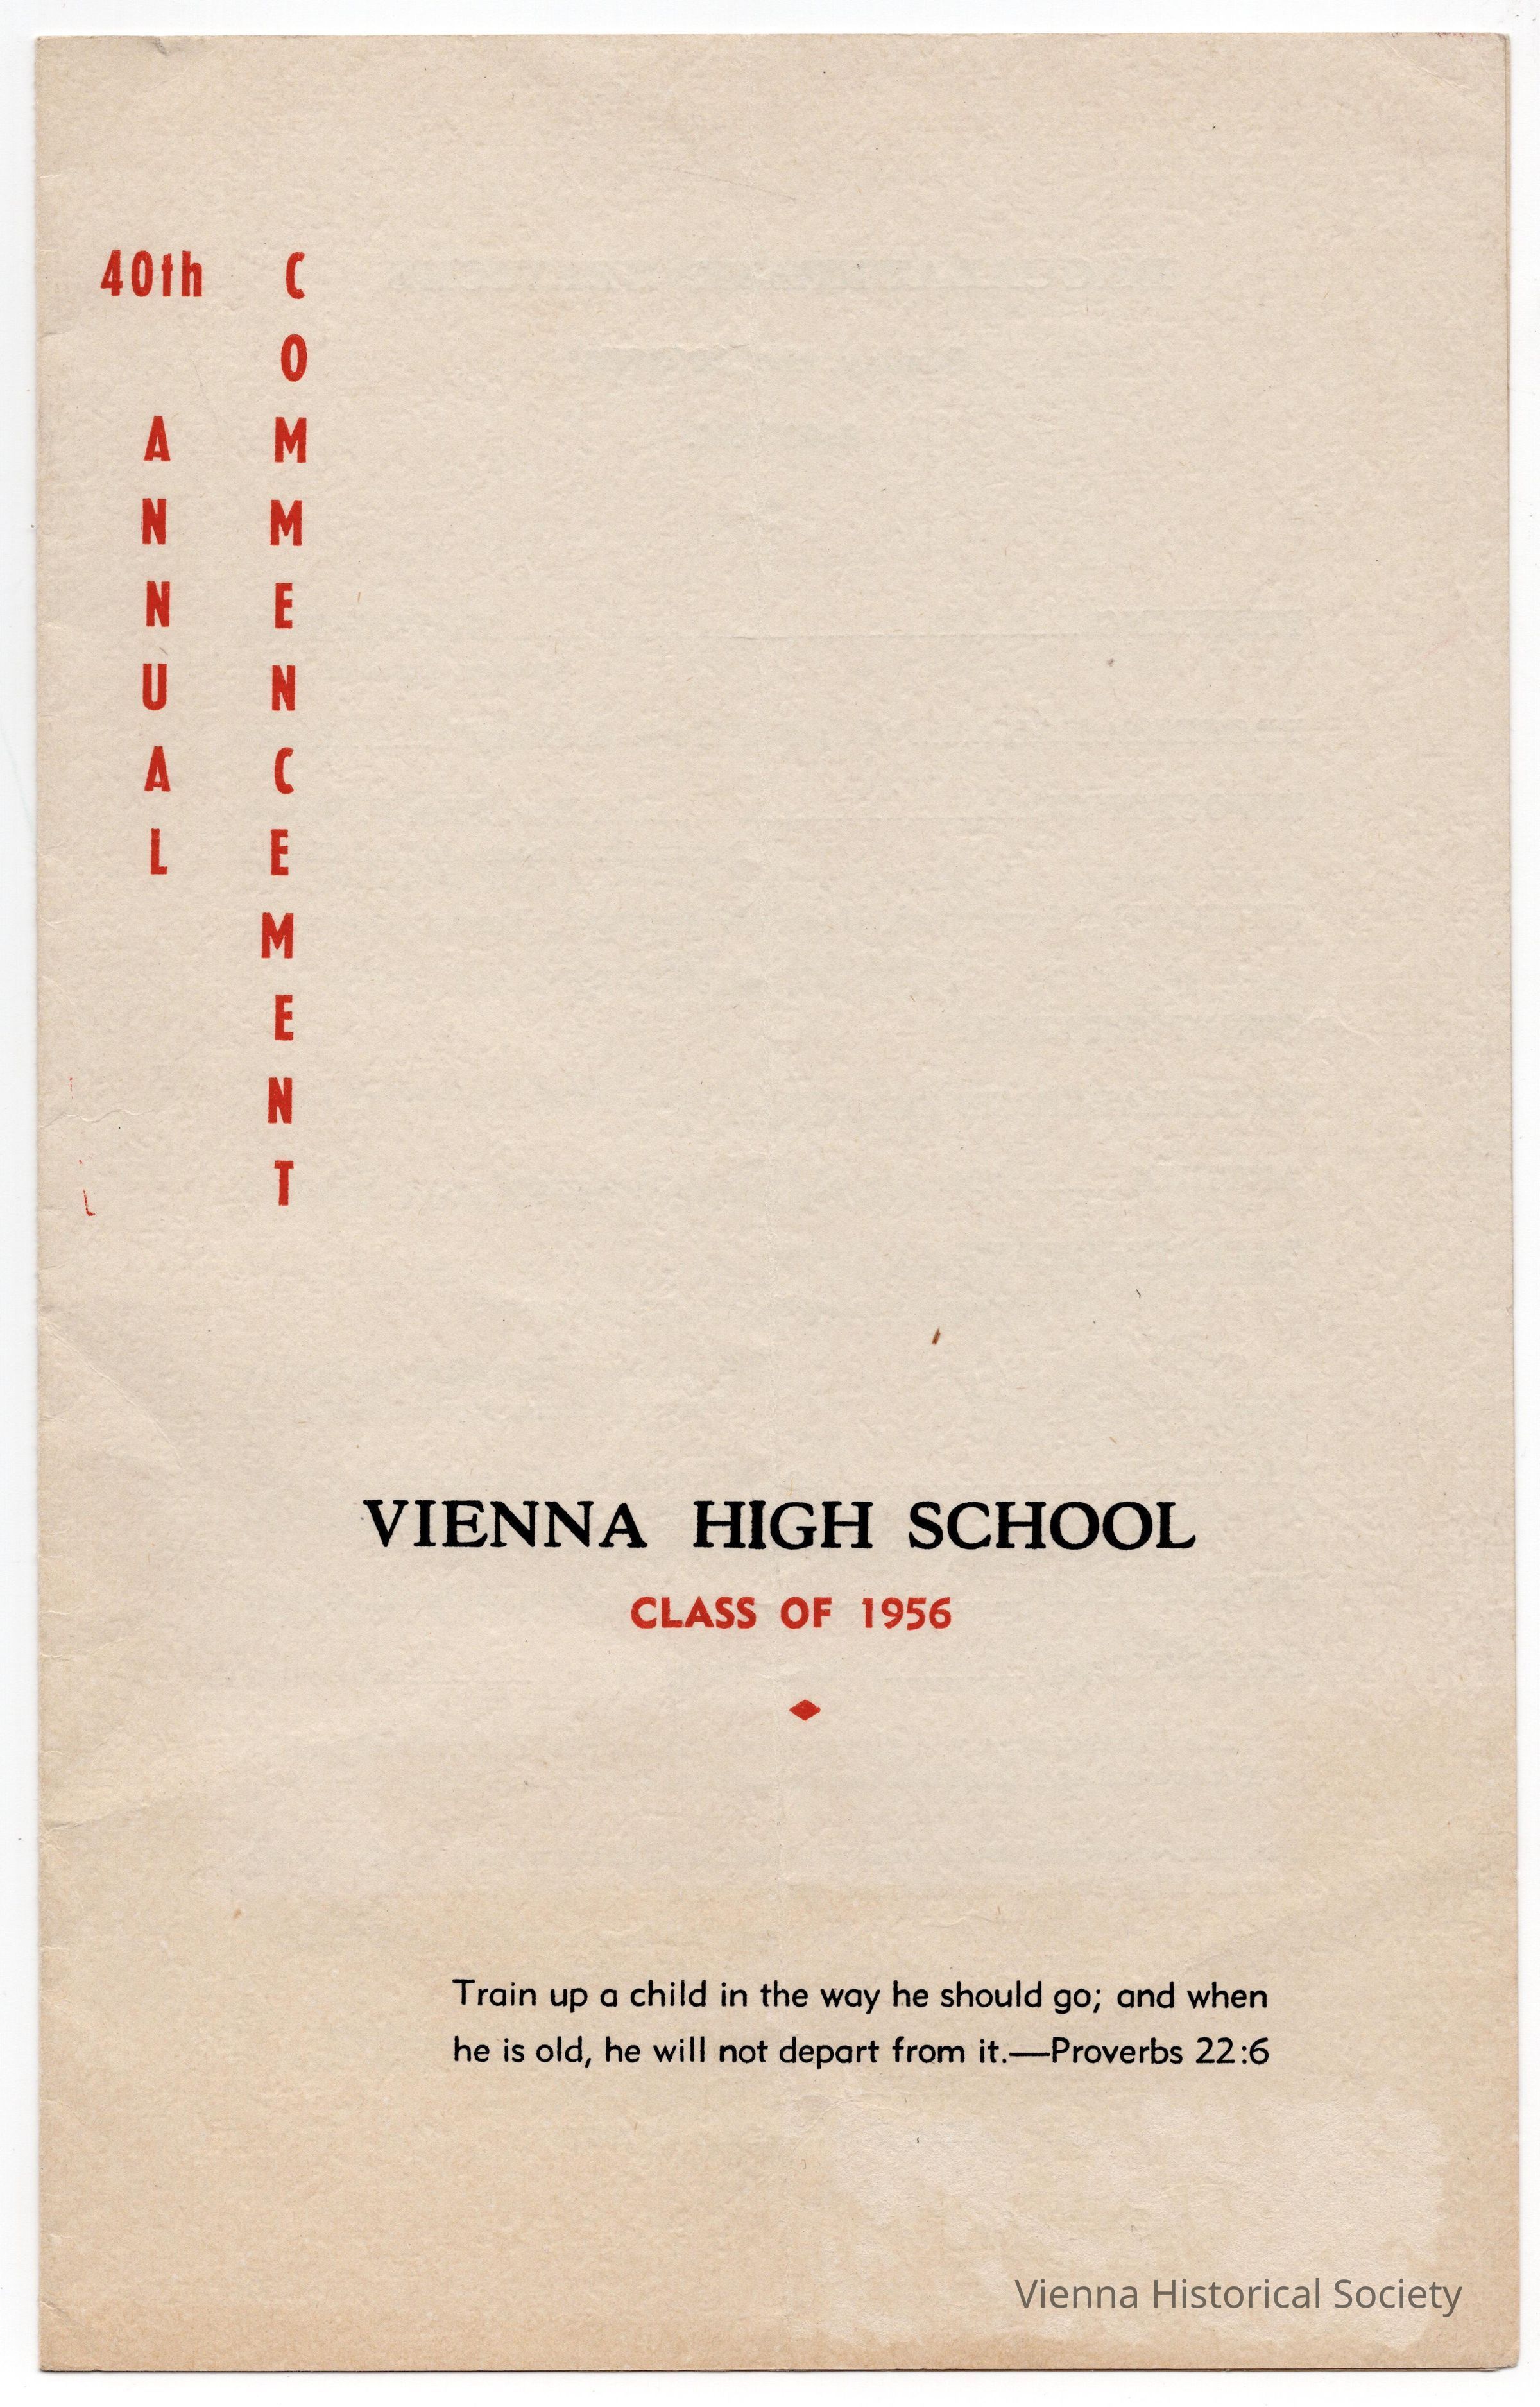 40th
ANNUAL
COMMENCEMENT
VIENNA HIGH SCHOOL
CLASS OF 1956
Train up a child in the way he should go; and when
he is old, he will not depart from it.—Proverbs 22:6
Vienna Historical Society